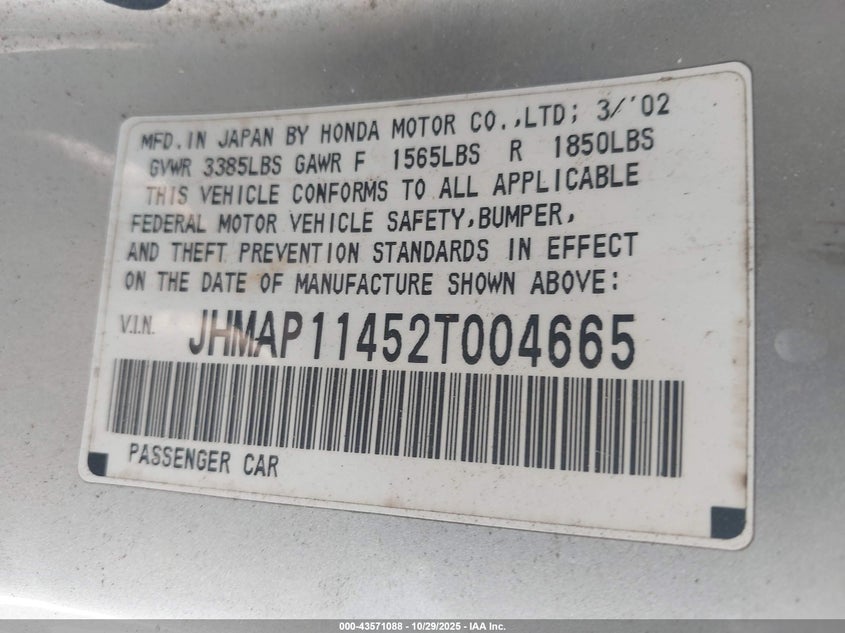 MFD. IN JAPAN BY HONDA MOTOR CO.,LTD; 3/'02
GVWR 3385LBS GAWR F 1565LBS R 1850LBS
THIS VEHICLE CONFORMS TO ALL APPLICABLE
FEDERAL MOTOR VEHICLE SAFETY,BUMPER,
AND THEFT PREVENTION STANDARDS IN EFFECT
ON THE DATE OF MANUFACTURE SHOWN ABOVE:
V.I.N. JHMAP11452T004665
PASSENGER CAR
000-43571088 - 10/29/2025 - IAA Inc.